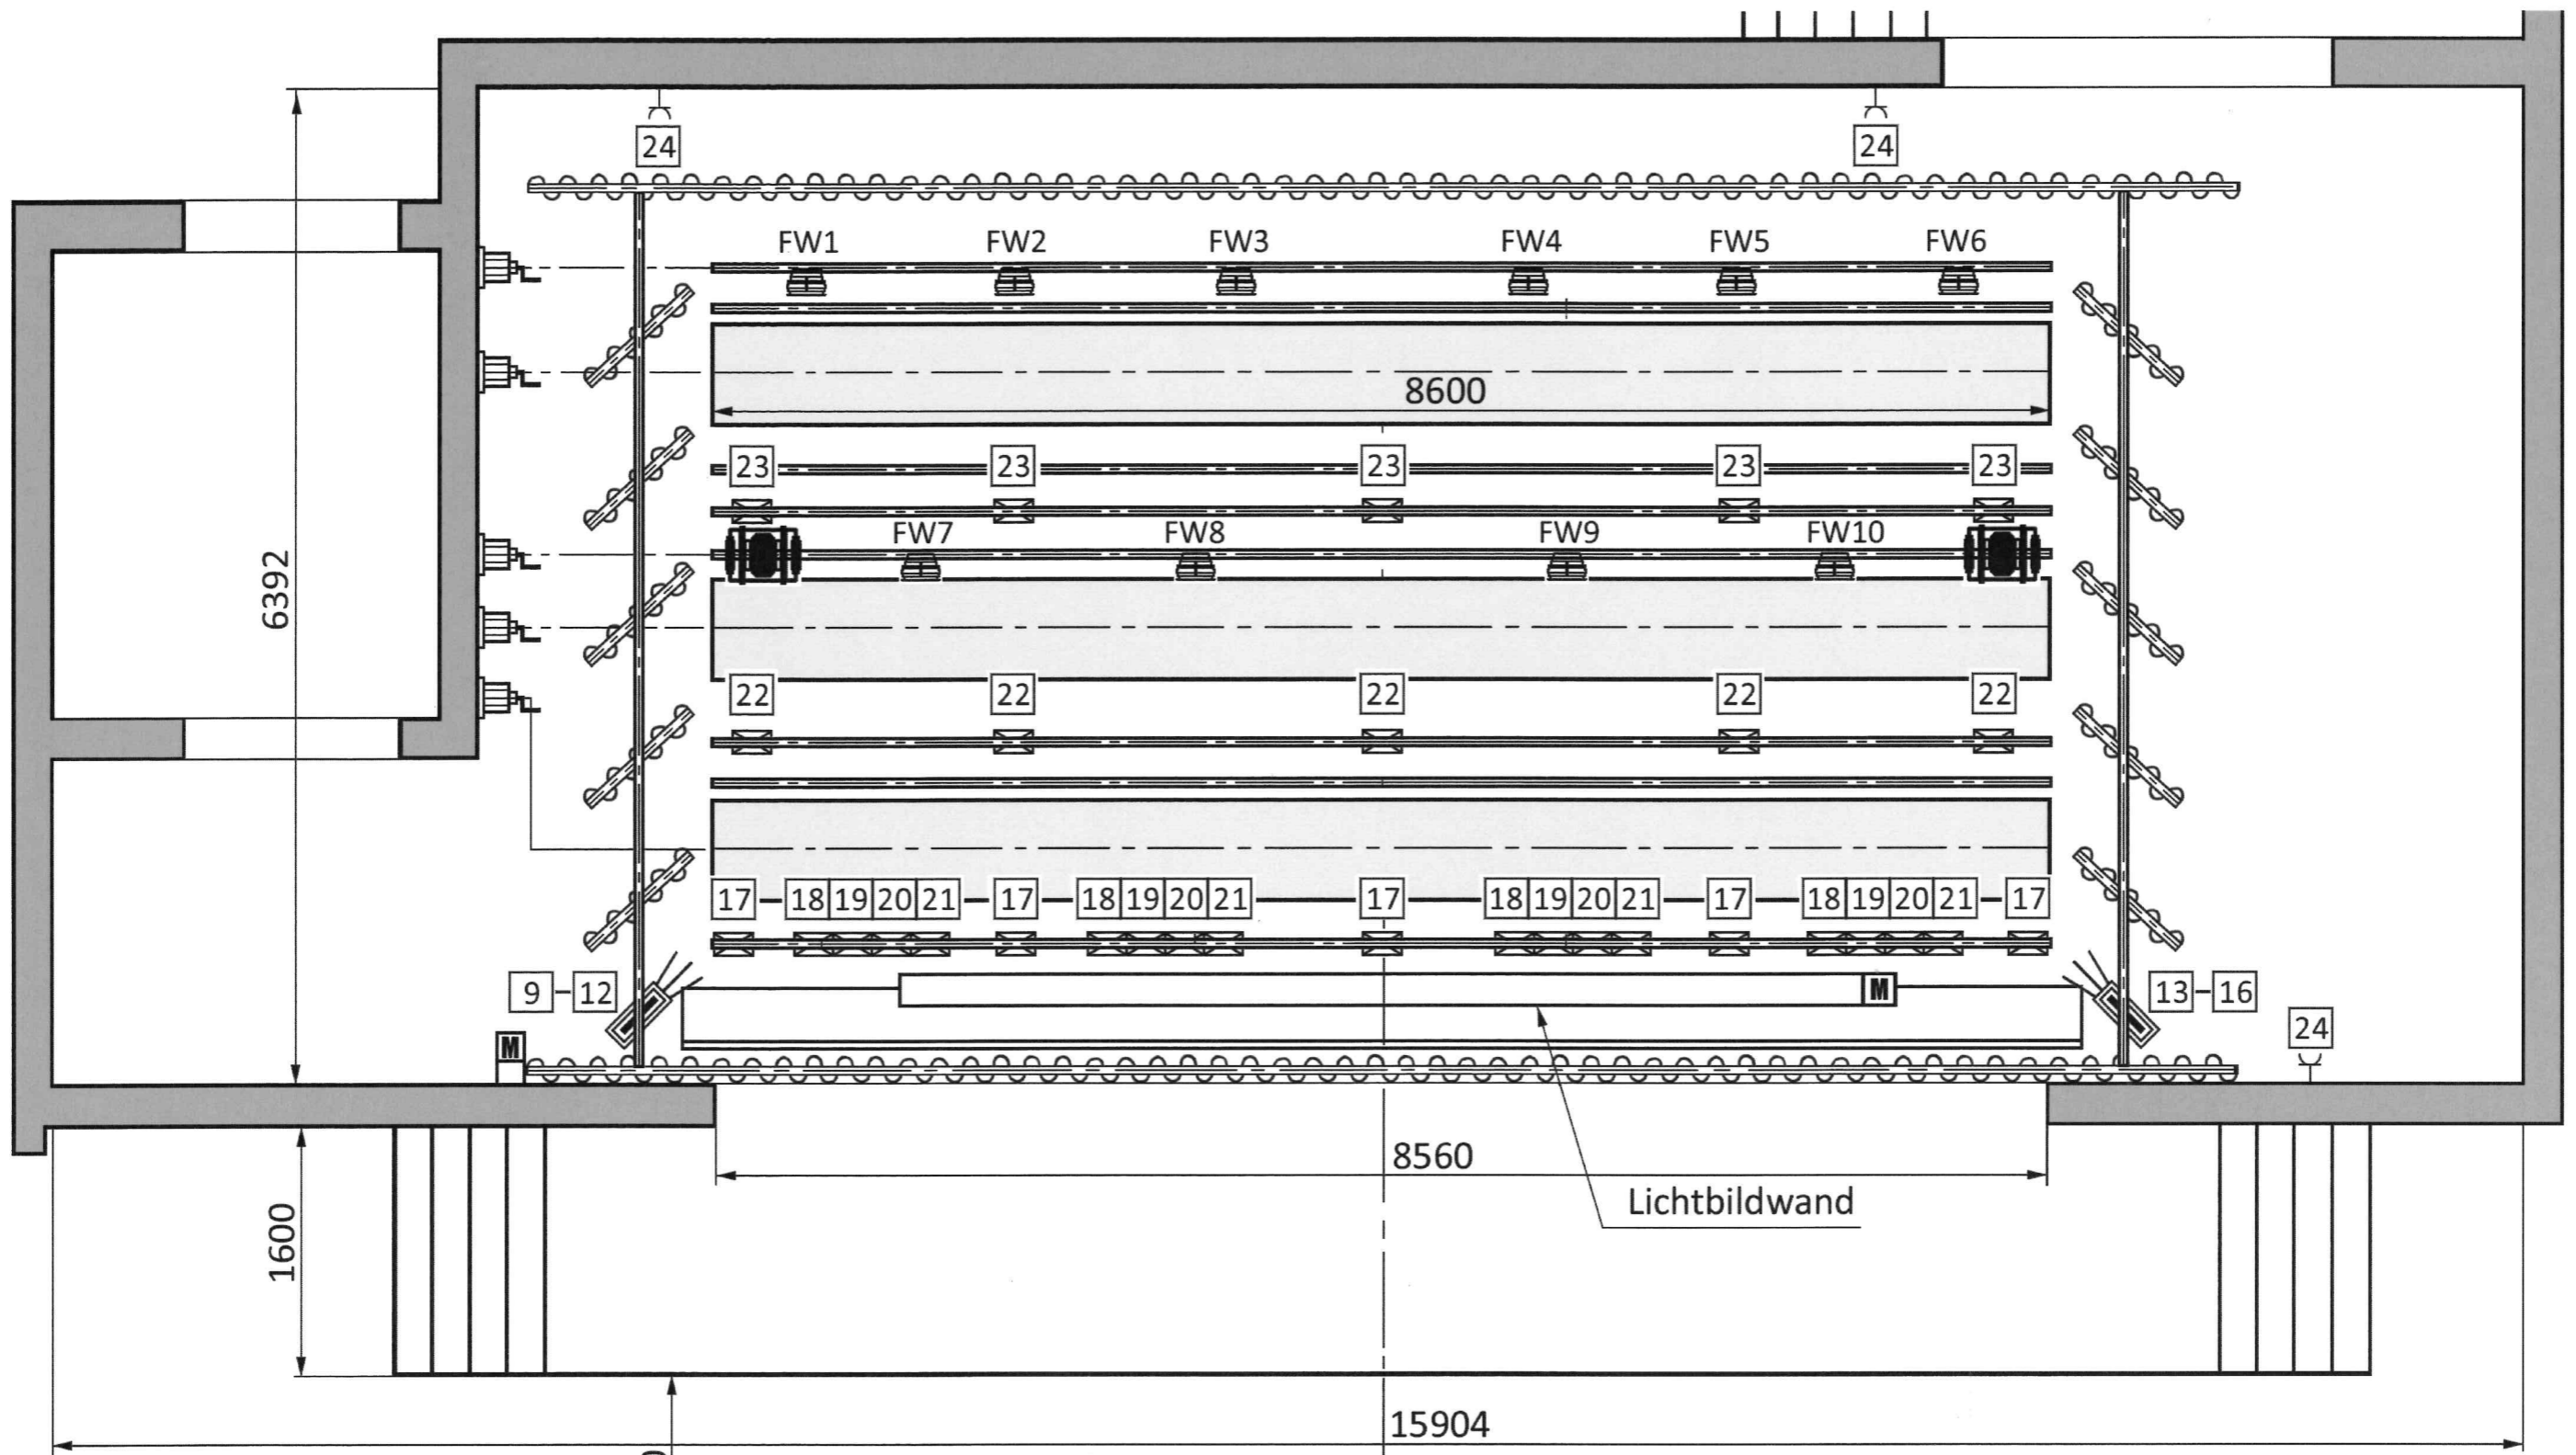 24 24
FW1 FW2 FW3 FW4 FW5 FW6
8600
23 23 23 23 23
FW7 FW8 FW9 FW10
6392
22 22 22 22 22
17 18 19 20 21 17 18 19 20 21 17 18 19 20 21 17 18 19 20 21 17
9-12 M 13-16
M 24
8560
Lichtbildwand
1600
15904